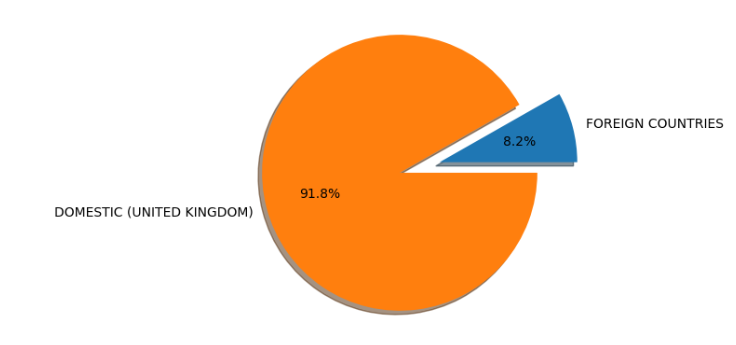 FOREIGN COUNTRIES
8.2%
91.8%
DOMESTIC (UNITED KINGDOM)